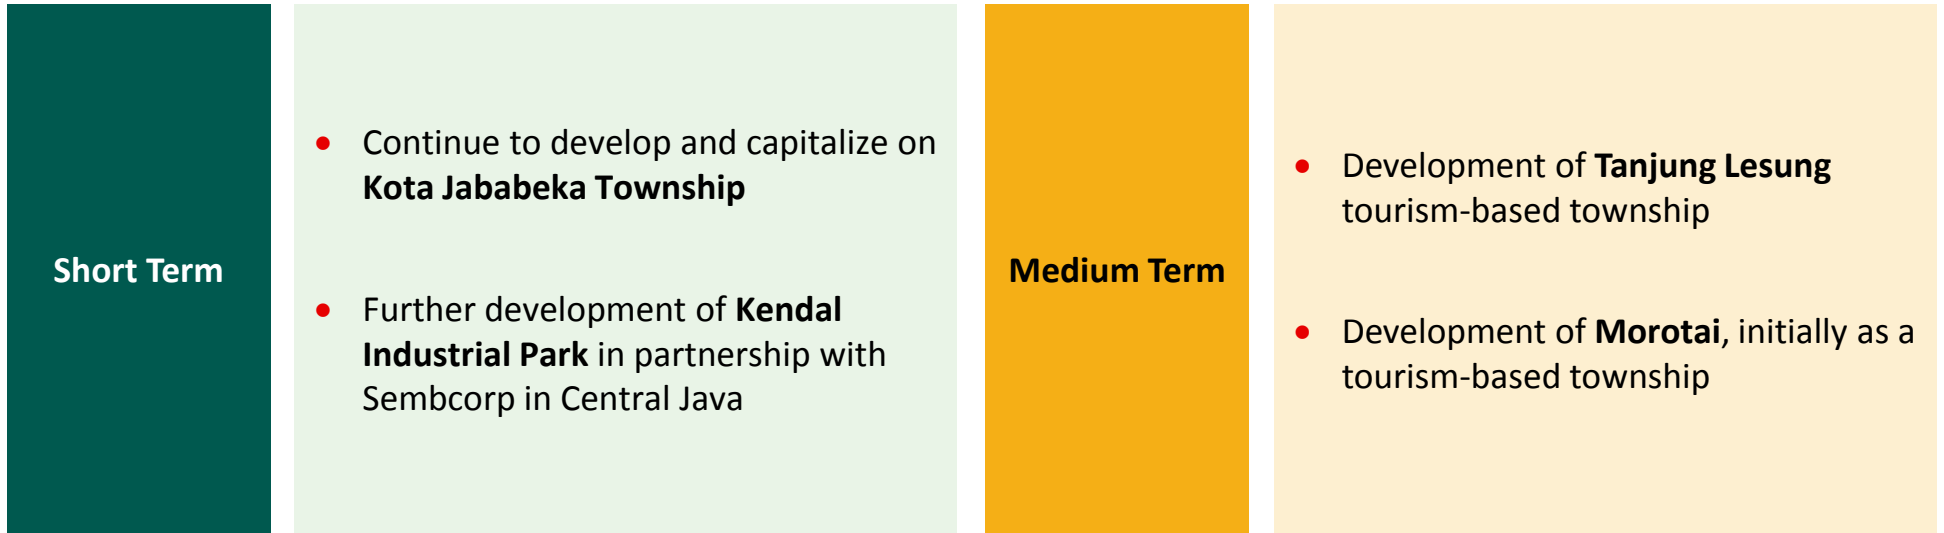 Short Term
• Continue to develop and capitalize on
Kota Jababeka Township
• Further development of Kendal
Industrial Park in partnership with
Sembcorp in Central Java
Medium Term
• Development of Tanjung Lesung
tourism-based township
• Development of Morotai, initially as a
tourism-based township